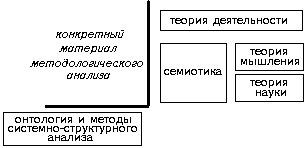 теория деятельности
конкретный
материал
методологического
анализа
семиотика
теория
мышления
теория
науки
онтология и методы
системно-структурного
анализа